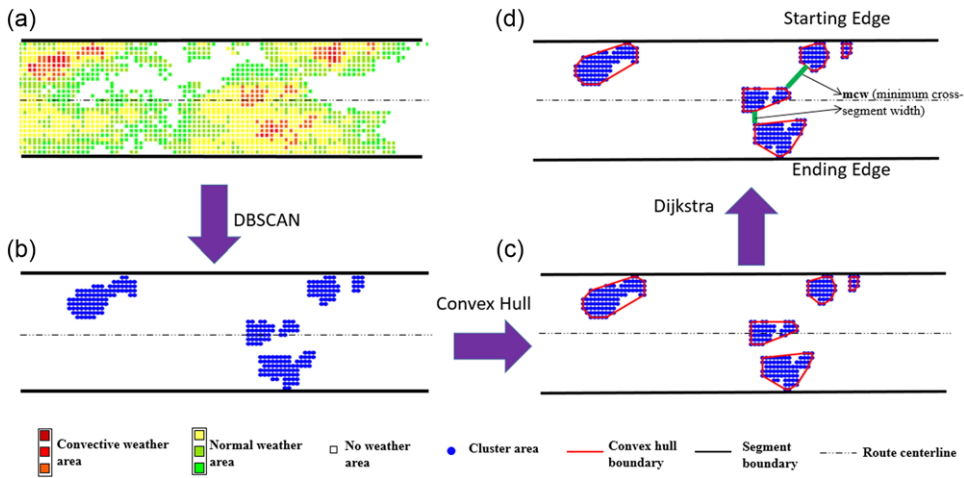 (a)
(d)
Starting Edge
mcw (minimum cross-
segment width)
Ending Edge
DBSCAN
Dijkstra
(b)
(c)
Convex Hull
Convective weather
area
Normal weather
area
No weather
area
Cluster area
Convex hull
boundary
Segment
boundary
Route centerline